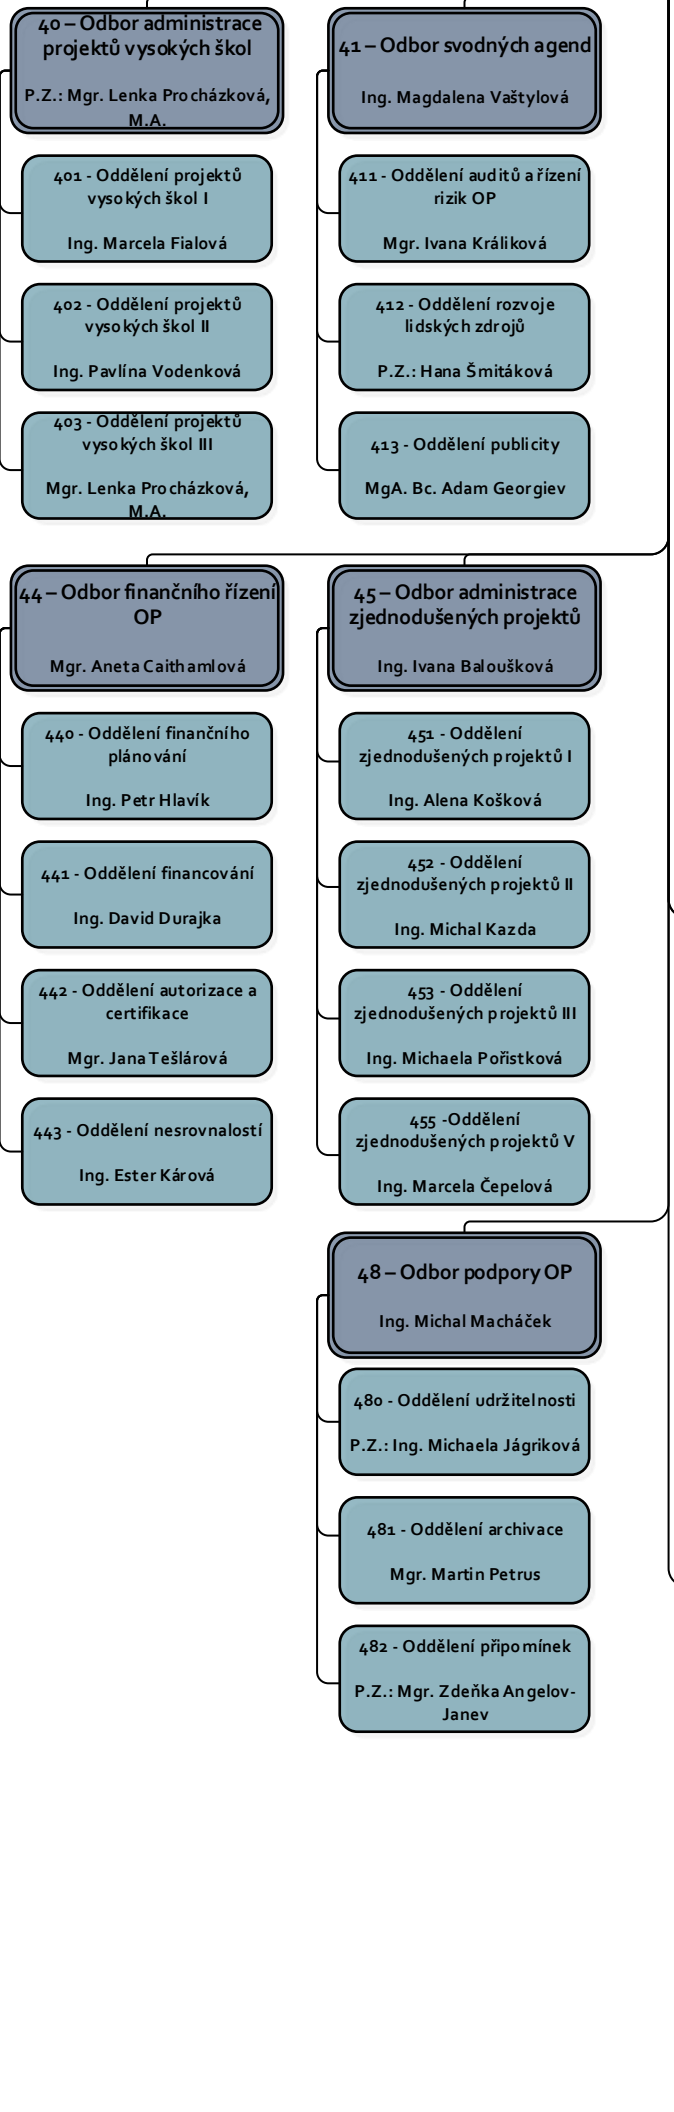 40 – Odbor administrace
projektů vysokých škol
P.Z.: Mgr. Lenka Procházková,
M.A.
401 - Oddělení projektů
vysokých škol I
Ing. Marcela Fialová
402 - Oddělení projektů
vysokých škol II
Ing. Pavlína Vodenková
403 - Oddělení projektů
vysokých škol III
Mgr. Lenka Procházková,
M.A.
41 – Odbor svodných agend
Ing. Magdalena Vaštylová
411 - Oddělení auditů a řízení
rizik OP
Mgr. Ivana Králiková
412 - Oddělení rozvoje
lidských zdrojů
P.Z.: Hana Šmitáková
413 - Oddělení publicity
MgA. Bc. Adam Georgiev
44 – Odbor finančního řízení
OP
Mgr. Aneta Caithamlová
440 - Oddělení finančního
plánování
Ing. Petr Hlavík
441 - Oddělení financování
Ing. David Durajka
442 - Oddělení autorizace a
certifikace
Mgr. Jana Tešlárová
443 - Oddělení nesrovnalostí
Ing. Ester Kárová
45 – Odbor administrace
zjednodušených projektů
Ing. Ivana Baloušková
451 - Oddělení
zjednodušených projektů I
Ing. Alena Košková
452 - Oddělení
zjednodušených projektů II
Ing. Michal Kazda
453 - Oddělení
zjednodušených projektů III
Ing. Michaela Pořistková
455 -Oddělení
zjednodušených projektů V
Ing. Marcela Čepelová
48 – Odbor podpory OP
Ing. Michal Macháček
480 - Oddělení udržitelnosti
P.Z.: Ing. Michaela Jágriková
481 - Oddělení archivace
Mgr. Martin Petrus
482 - Oddělení připomínek
P.Z.: Mgr. Zdeňka Angelov-
Janev